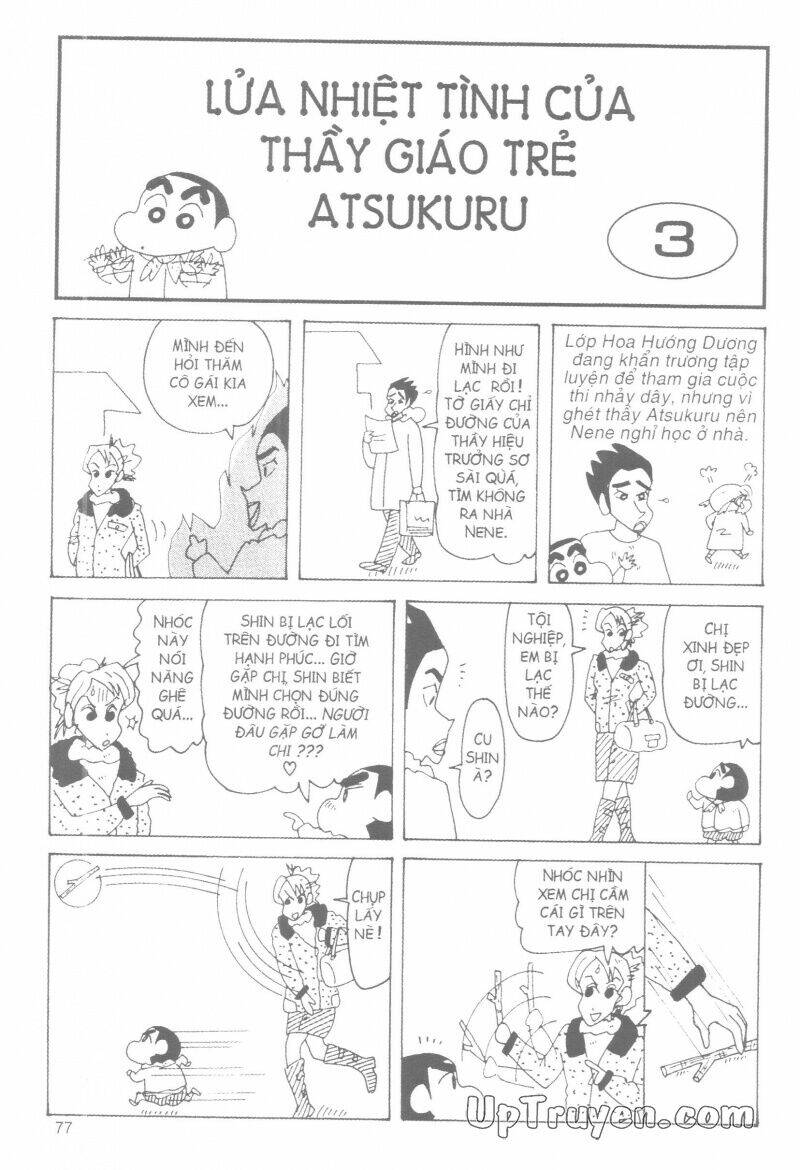 LỬA NHIỆT TÌNH CỦA
THẦY GIÁO TRẺ
ATSUKURU
3
Lớp Hoa Hướng Dương
đang khẩn trương tập
luyện để tham gia cuộc
thi nhảy dây, nhưng vì
ghét thầy Atsukuru nên
Nene nghỉ học ở nhà.
HÌNH NHƯ
MÌNH ĐI
LẠC RỒI!
TỜ GIẤY CHỈ
ĐƯỜNG CỦA
THẦY HIỆU
TRƯỞNG SƠ
SÀI QUÁ,
TÌM KHÔNG
RA NHÀ
NENE.
MÌNH ĐẾN
HỎI THĂM
CÔ GÁI KIA
XEM...
CHỊ
XINH ĐẸP
ƠI, SHIN
BỊ LẠC
ĐƯỜNG...
TỘI
NGHIỆP,
EM BỊ
LẠC THẾ
NÀO?
CU
SHIN
À?
SHIN BỊ LẠC LỐI
TRÊN ĐƯỜNG ĐI TÌM
HẠNH PHÚC... GIỜ
GẶP CHỊ, SHIN BIẾT
MÌNH CHỌN ĐÚNG
ĐƯỜNG RỒI... NGƯỜI
ĐÂU GẶP GỠ LÀM
CHI ???
NHÓC
NÀY
NÓI
NĂNG
GHÊ
QUÁ...
NHÓC NHÌN
XEM CHỊ CẦM
CÁI GÌ TRÊN
TAY ĐÂY?
CHỤP
LẤY
NÈ!
77
UpTruyen.com